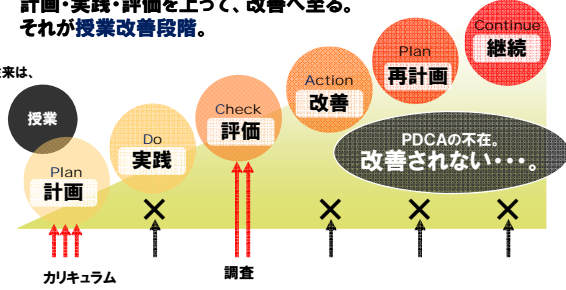 計画・実践・評価を上って、改善へ至る。
それが授業改善段階。
来は、
授業
Plan
計画
Do
実践
Check
評価
Action
改善
Plan
再計画
Continue
継続
PDCAの不在。
改善されない・・・。
カリキュラム
調査